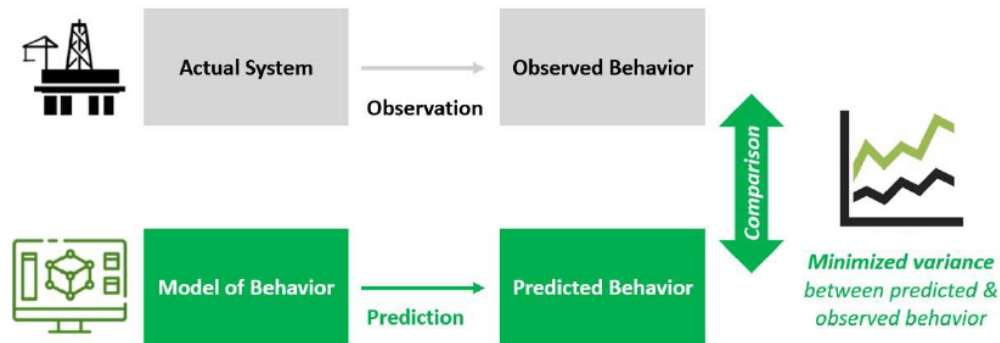 Actual System
Observation
Observed Behavior
Comparison
Model of Behavior
Prediction
Predicted Behavior
Minimized variance
between predicted &
observed behavior